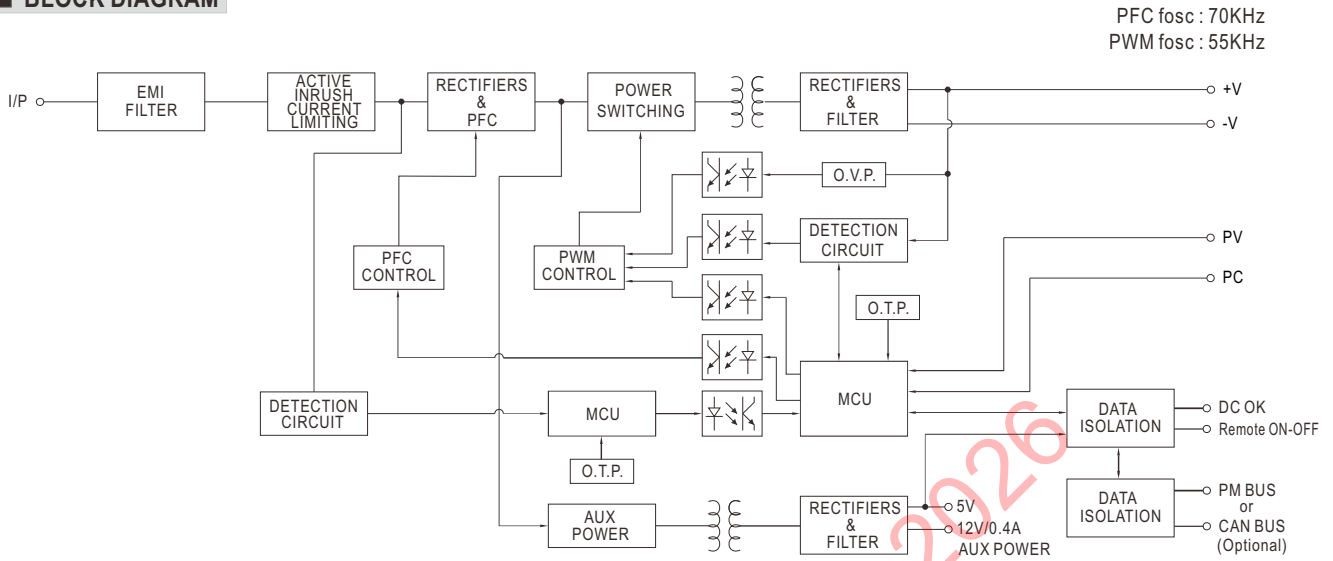 BLOCK DIAGRAM
PFC fosc : 70KHz
PWM fosc : 55KHz
I/P
EMI
FILTER
ACTIVE
INRUSH
CURRENT
LIMITING
RECTIFIERS
&
PFC
POWER
SWITCHING
RECTIFIERS
&
FILTER
+V
-V
O.V.P.
DETECTION
CIRCUIT
PFC
CONTROL
PWM
CONTROL
PV
PC
O.T.P.
MCU
DETECTION
CIRCUIT
MCU
O.T.P.
DATA
ISOLATION
DC OK
Remote ON-OFF
DATA
ISOLATION
PM BUS
or
CAN BUS
(Optional)
AUX
POWER
RECTIFIERS
&
FILTER
5V
12V/0.4A
AUX POWER
2026